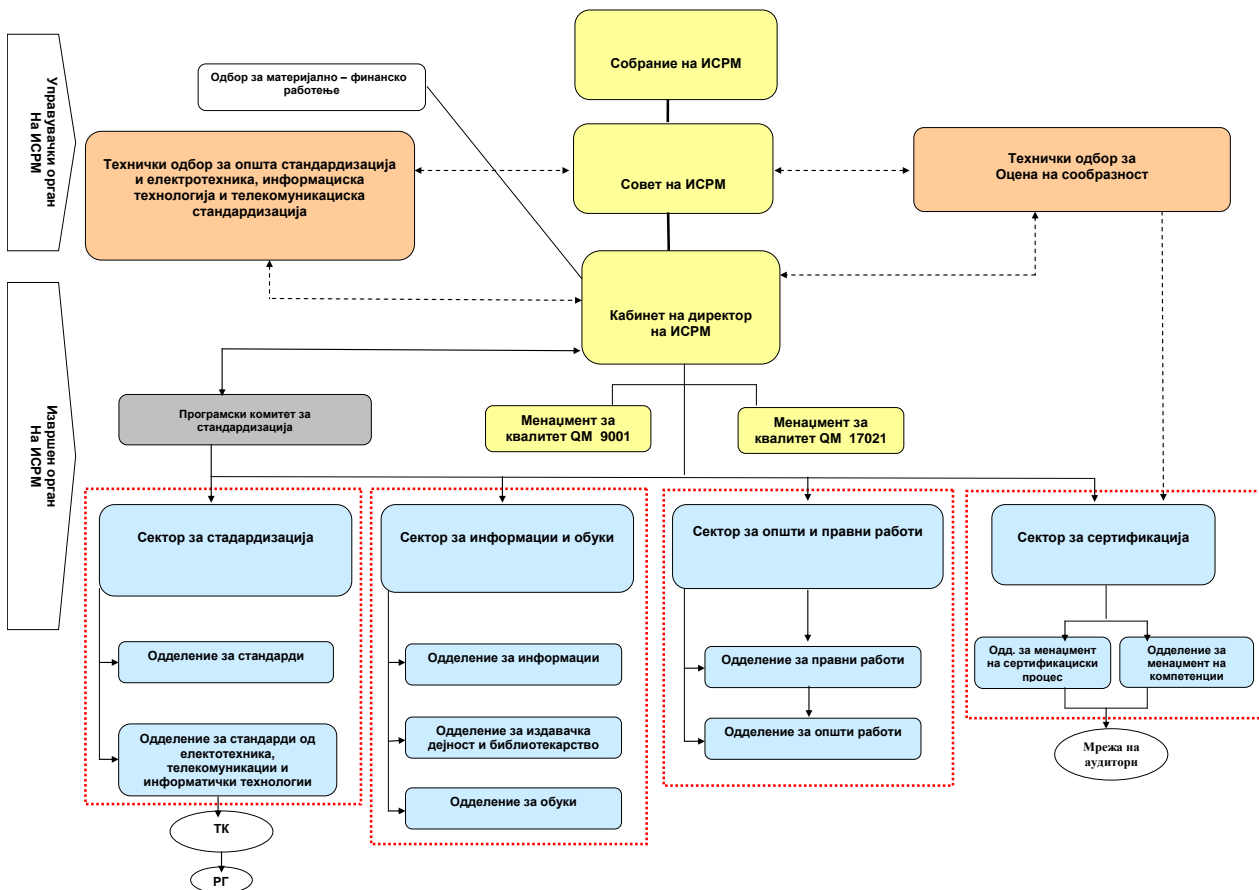 Управувачки орган
На ИСРМ
Собрание на ИСРМ
Одбор за материјално – финанско
работење
Технички одбор за општа стандардизација
и електротехника, информациска
технологија и телекомуникациска
стандардизација
Совет на ИСРМ
Технички одбор за
Оцена на сообразност
Извршен орган
На ИСРМ
Кабинет на директор
на ИСРМ
Програмски комитет за
стандардизација
Менаџмент за
квалитет QM 9001
Менаџмент за
квалитет QM 17021
Сектор за стадардизација
Сектор за информации и обуки
Сектор за општи и правни работи
Сектор за сертификација
Одделение за стандарди
Одделение за стандарди од
електотехника,
телекомуникации и
информатички технологии
ТК
РГ
Одделение за информации
Одделение за издавачка
дејност и библиотекарство
Одделение за обуки
Одделение за правни работи
Одделение за општи работи
Одд. за менаџмент
на сертификациски
процес
Одделение за
менаџмент на
компетенции
Мрежа на
аудитори